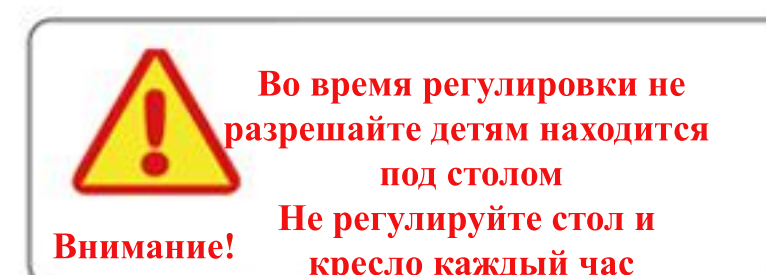 Во время регулировки не
разрешайте детям находится
под столом
Не регулируйте стол и
кресло каждый час
Внимание!